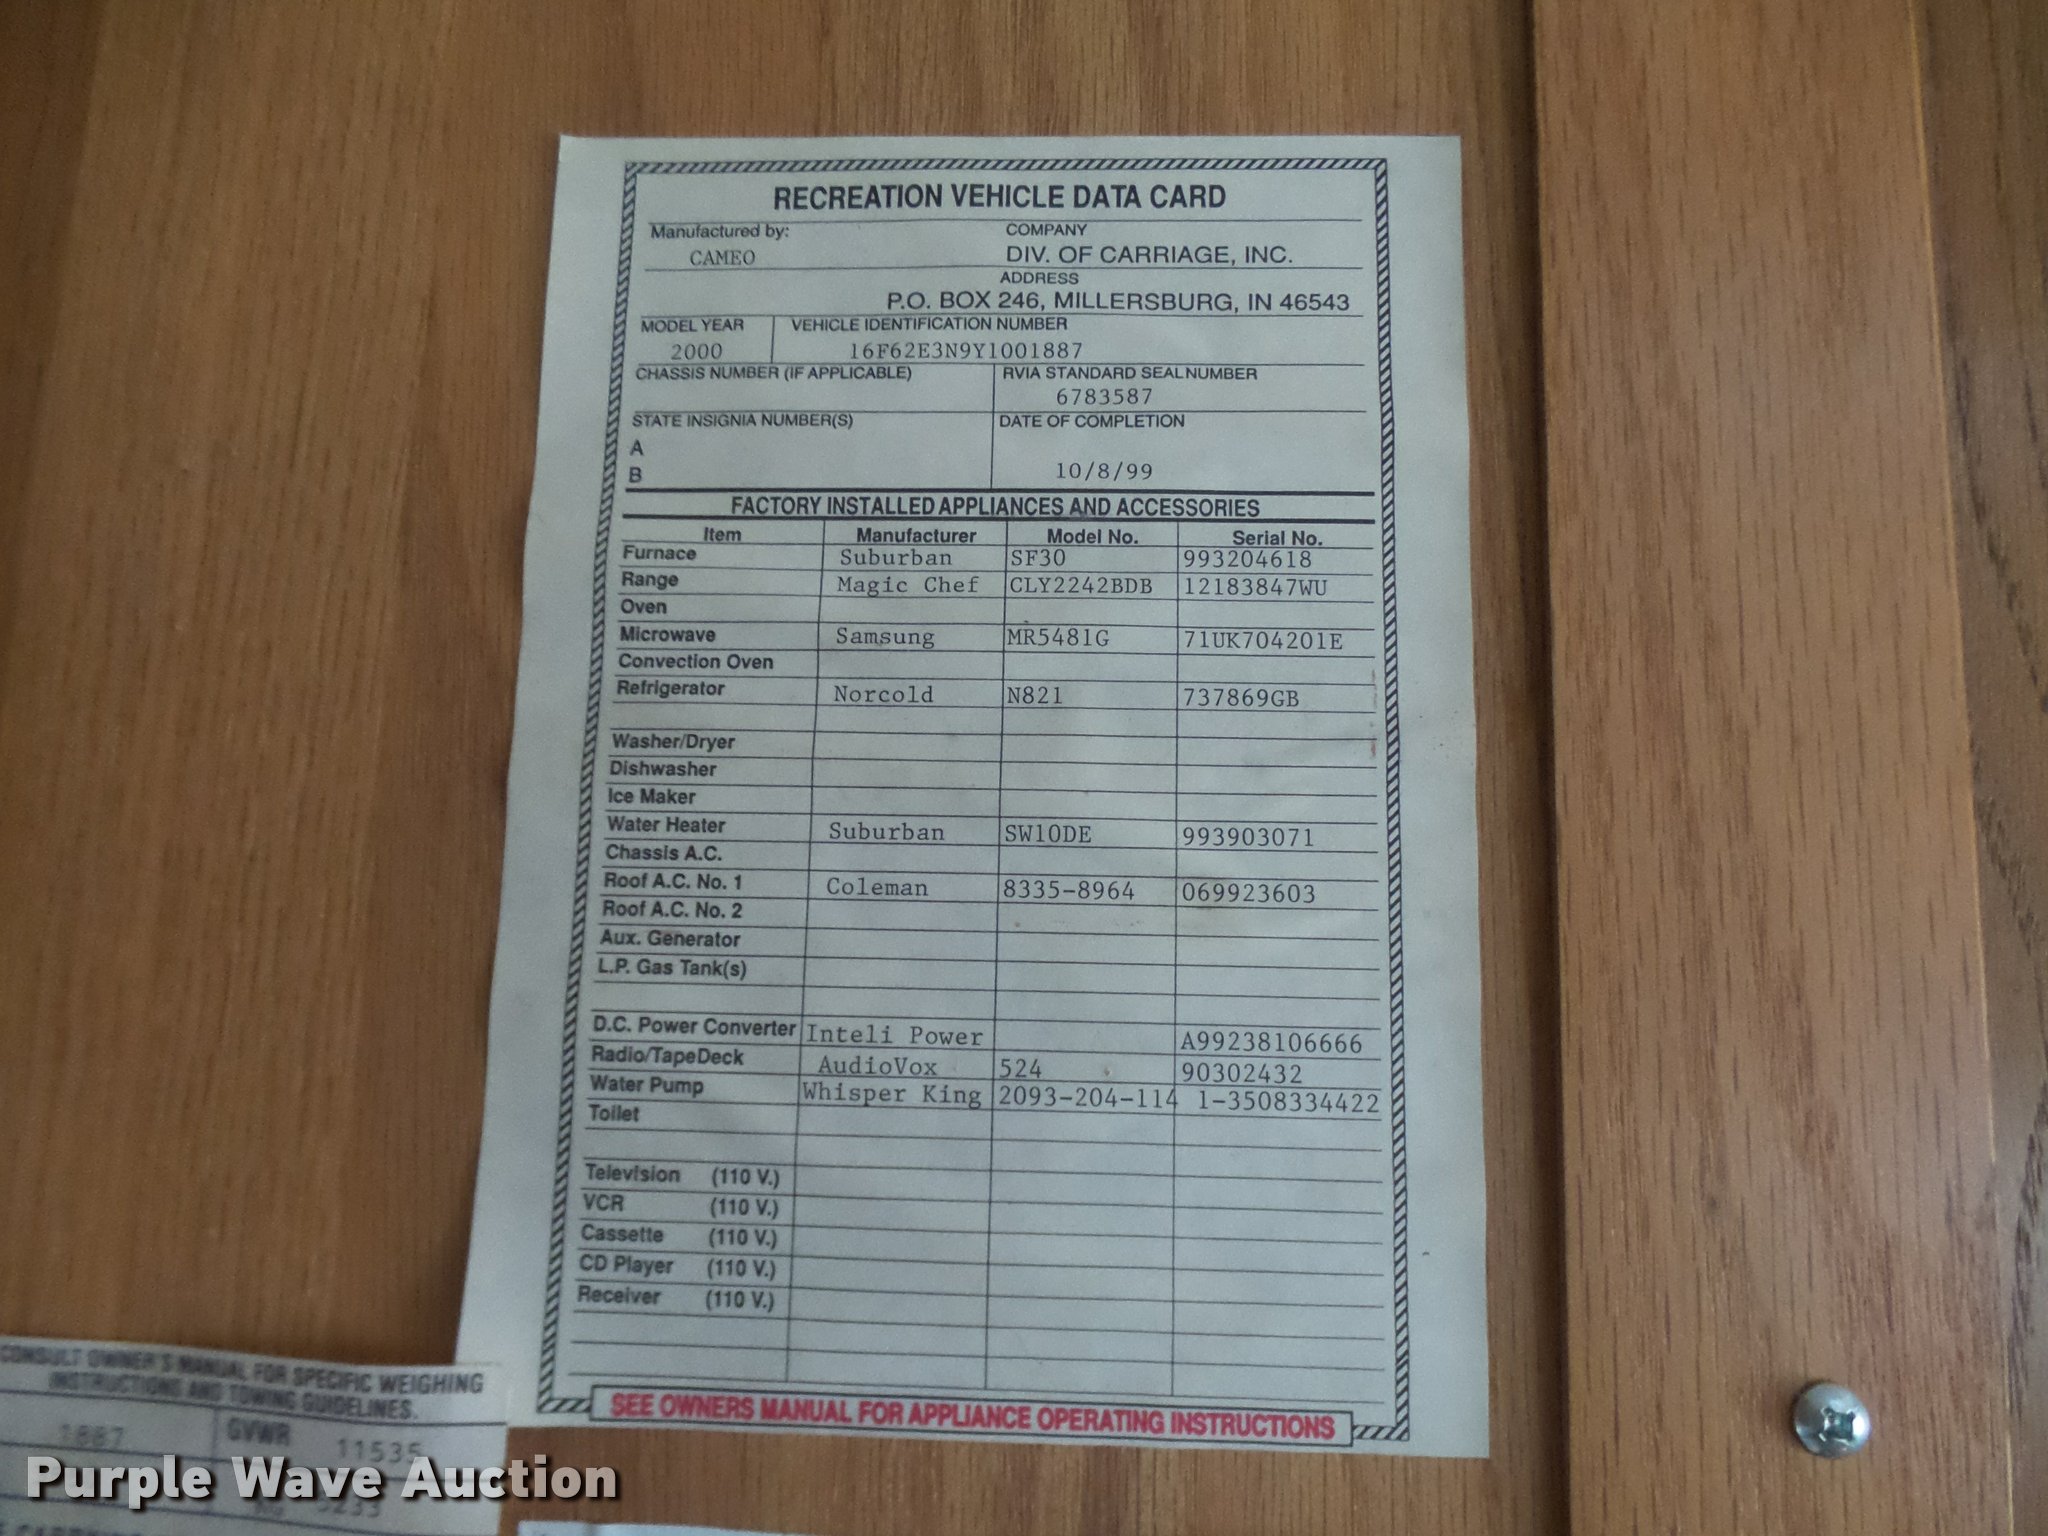 RECREATION VEHICLE DATA CARD
Manufactured by: COMPANY
CAMEO DIV. OF CARRIAGE, INC.
ADDRESS
P.O. BOX 246, MILLERSBURG, IN 46543
MODEL YEAR VEHICLE IDENTIFICATION NUMBER
2000 16F62E3N9Y1001887
CHASSIS NUMBER (IF APPLICABLE) RVIA STANDARD SEAL NUMBER
6783587
STATE INSIGNIA NUMBER(S) DATE OF COMPLETION
A
B 10/8/99
FACTORY INSTALLED APPLIANCES AND ACCESSORIES
Item Manufacturer Model No. Serial No.
Furnace Suburban SF30 993204618
Range Magic Chef CLY2242BDB 12183847WU
Oven
Microwave Samsung MR5481G 71UK704201E
Convection Oven
Refrigerator Norcold N821 737869GB
Washer/Dryer
Dishwasher
Ice Maker
Water Heater Suburban SW10DE 993903071
Chassis A.C.
Roof A.C. No. 1 Coleman 8335-8964 069923603
Roof A.C. No. 2
Aux. Generator
L.P. Gas Tank(s)
D.C. Power Converter Inteli Power A99238106666
Radio/TapeDeck AudioVox 524 90302432
Water Pump Whisper King 2093-204-114 1-3508334422
Toilet
Television (110 V.)
VCR (110 V.)
Cassette (110 V.)
CD Player (110 V.)
Receiver (110 V.)
SEE OWNERS MANUAL FOR APPLIANCE OPERATING INSTRUCTIONS
CONSULT OWNER'S MANUAL FOR SPECIFIC WEIGHING
INSTRUCTIONS AND TOWING GUIDELINES.
1887 GVWR 11535
Purple Wave Auction